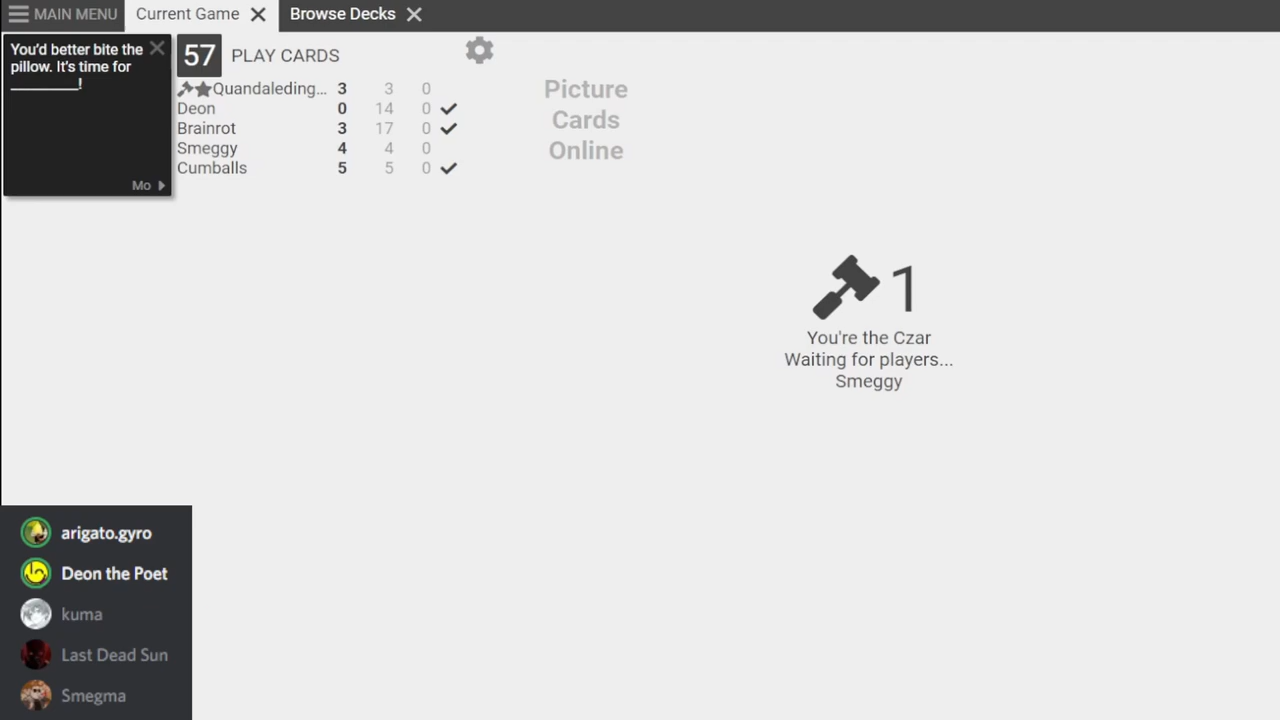 MAIN MENU
Current Game
Browse Decks
You'd better bite the
pillow. It's time for
_________!
Mo
57 PLAY CARDS
Quandaleding... 3 3 0
Deon 0 14 0
Brainrot 3 17 0
Smeggy 4 4 0
Cumballs 5 5 0
Picture
Cards
Online
1
You're the Czar
Waiting for players...
Smeggy
arigato.gyro
Deon the Poet
kuma
Last Dead Sun
Smegma